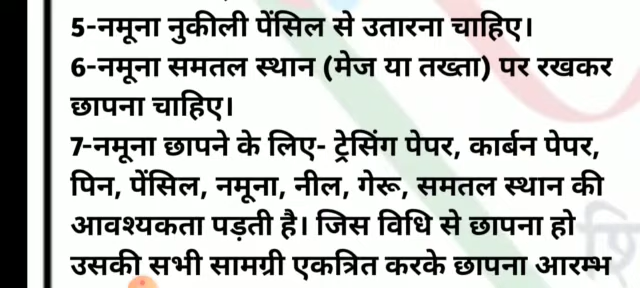 5-नमूना नुकीली पेंसिल से उतारना चाहिए।
6-नमूना समतल स्थान (मेज या तख्ता) पर रखकर
छापना चाहिए।
7-नमूना छापने के लिए- ट्रेसिंग पेपर, कार्बन पेपर,
पिन, पेंसिल, नमूना, नील, गेरू, समतल स्थान की
आवश्यकता पड़ती है। जिस विधि से छापना हो
उसकी सभी सामग्री एकत्रित करके छापना आरम्भ